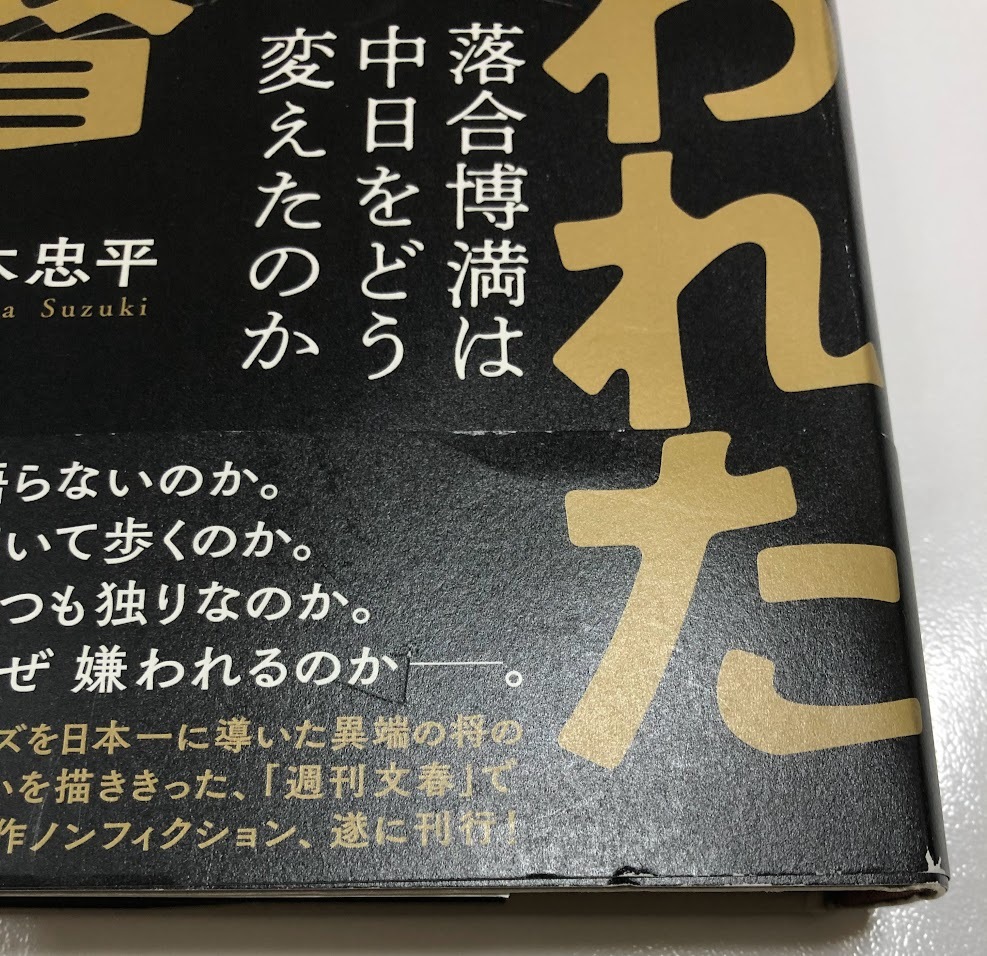 われた
督
落合博満は
中日をどう
変えたのか
木忠平
a Suzuki
語らないのか。
いて歩くのか。
つも独りなのか。
ぜ 嫌われるのか――。
ズを日本一に導いた異端の将の
いを描ききった、「週刊文春」で
作ノンフィクション、遂に刊行！